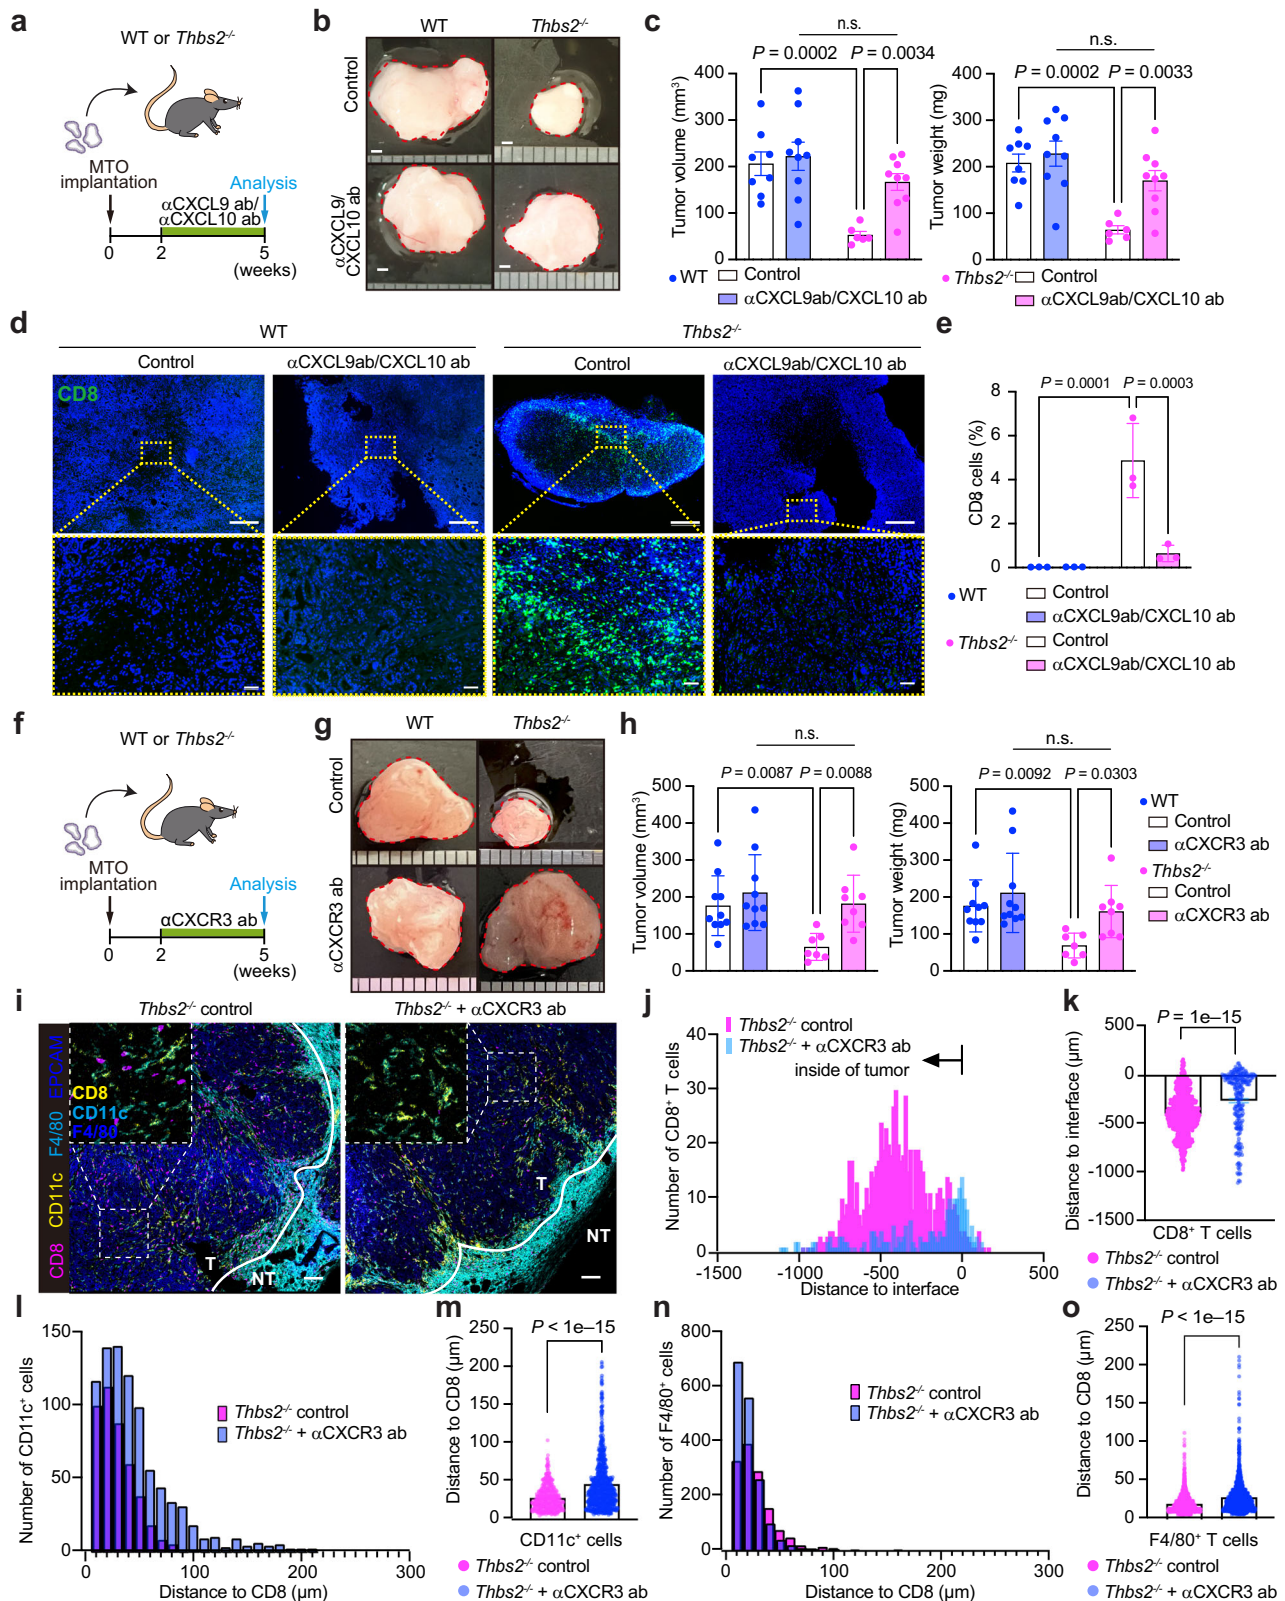 a
WT or Thbs2-/-
MTO
implantation
αCXCL9 ab/
αCXCL10 ab
Analysis
0
2
5
(weeks)
b
WT
Thbs2-/-
Control
αCXCL9/
CXCL10 ab
c
n.s.
P = 0.0002
P = 0.0034
Tumor volume (mm3)
400
300
200
100
0
n.s.
P = 0.0002
P = 0.0033
Tumor weight (mg)
400
300
200
100
0
WT
Control
αCXCL9ab/CXCL10 ab
Thbs2-/-
Control
αCXCL9ab/CXCL10 ab
d
WT
Thbs2-/-
Control
αCXCL9ab/CXCL10 ab
Control
αCXCL9ab/CXCL10 ab
CD8
e
P = 0.0001
P = 0.0003
CD8 cells (%)
8
6
4
2
0
WT
Control
αCXCL9ab/CXCL10 ab
Thbs2-/-
Control
αCXCL9ab/CXCL10 ab
f
WT or Thbs2-/-
MTO
implantation
αCXCR3 ab
Analysis
0
2
5
(weeks)
g
WT
Thbs2-/-
Control
αCXCR3 ab
h
n.s.
P = 0.0087
P = 0.0088
Tumor volume (mm3)
500
400
300
200
100
0
n.s.
P = 0.0092
P = 0.0303
Tumor weight (mg)
500
400
300
200
100
0
WT
Control
αCXCR3 ab
Thbs2-/-
Control
αCXCR3 ab
i
Thbs2-/- control
Thbs2-/- + αCXCR3 ab
CD8 CD11c F4/80 EPCAM
CD8
CD11c
F4/80
T
NT
T
NT
j
Thbs2-/- control
Thbs2-/- + αCXCR3 ab
inside of tumor
Number of CD8+ T cells
40
30
20
10
0
-1500
-1000
-500
0
500
Distance to interface
k
P = 1e–15
Distance to interface (μm)
500
0
-500
-1000
-1500
CD8+ T cells
Thbs2-/- control
Thbs2-/- + αCXCR3 ab
l
Number of CD11c+ cells
150
100
50
0
Thbs2-/- control
Thbs2-/- + αCXCR3 ab
0
100
200
300
Distance to CD8 (μm)
m
P < 1e–15
Distance to CD8 (μm)
250
200
150
100
50
0
CD11c+ cells
Thbs2-/- control
Thbs2-/- + αCXCR3 ab
n
Number of F4/80+ cells
800
600
400
200
0
Thbs2-/- control
Thbs2-/- + αCXCR3 ab
0
100
200
300
Distance to CD8 (μm)
o
P < 1e–15
Distance to CD8 (μm)
250
200
150
100
50
0
F4/80+ T cells
Thbs2-/- control
Thbs2-/- + αCXCR3 ab